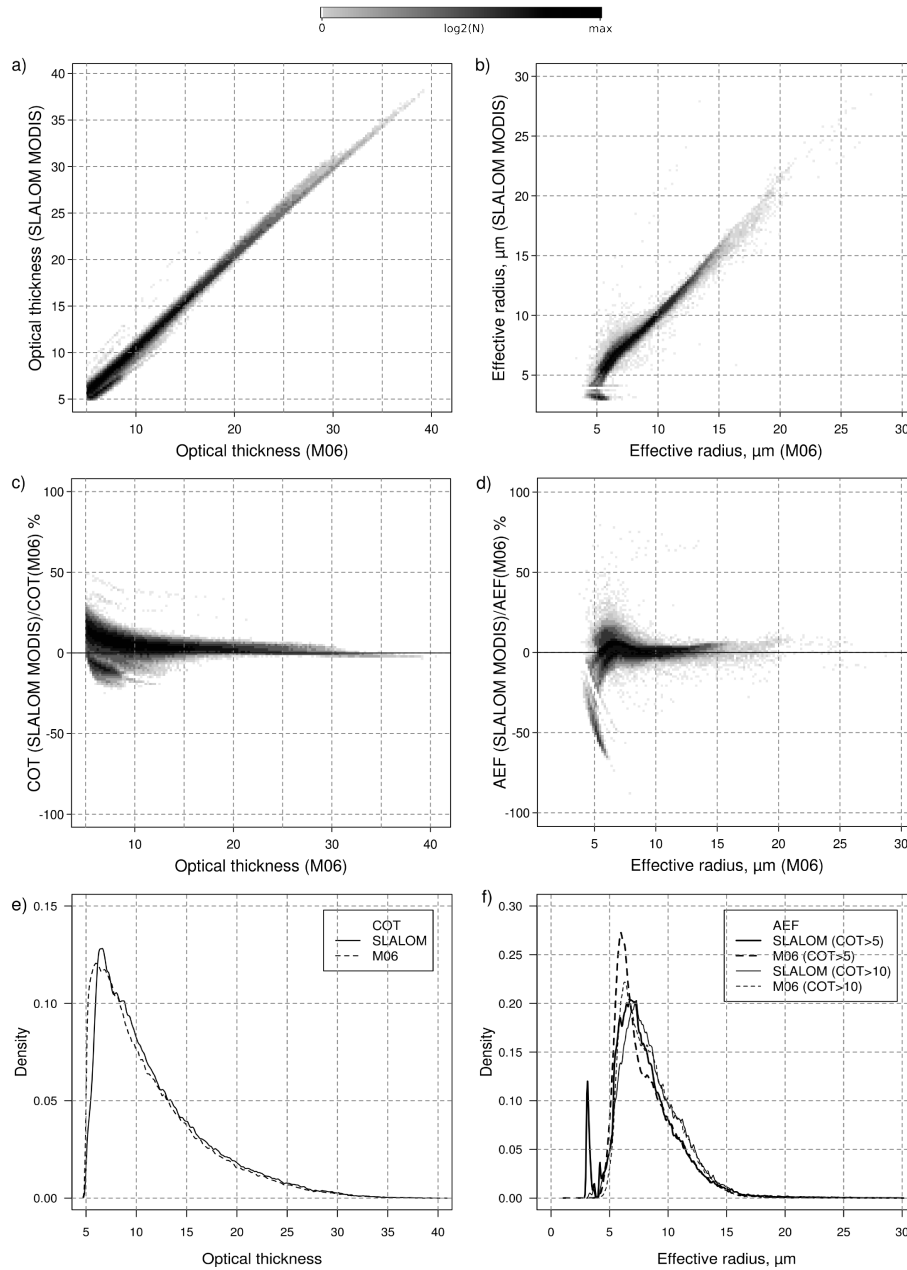 0 log2(N) max
a)
Optical thickness (SLALOM MODIS)
40
35
30
25
20
15
10
5
10 20 30 40
Optical thickness (M06)
b)
Effective radius, µm (SLALOM MODIS)
30
25
20
15
10
5
5 10 15 20 25 30
Effective radius, µm (M06)
c)
COT (SLALOM MODIS)/COT(M06) %
100
50
0
-50
-100
10 20 30 40
Optical thickness (M06)
d)
AEF (SLALOM MODIS)/AEF(M06) %
100
50
0
-50
-100
5 10 15 20 25 30
Effective radius, µm (M06)
e)
Density
0.15
0.10
0.05
0.00
COT
SLALOM
M06
5 10 15 20 25 30 35 40
Optical thickness
f)
Density
0.30
0.25
0.20
0.15
0.10
0.05
0.00
AEF
SLALOM (COT>5)
M06 (COT>5)
SLALOM (COT>10)
M06 (COT>10)
0 5 10 15 20 25 30
Effective radius, µm